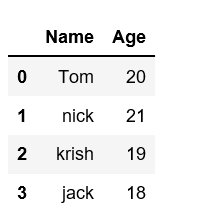 Name Age
0 Tom 20
1 nick 21
2 krish 19
3 jack 18